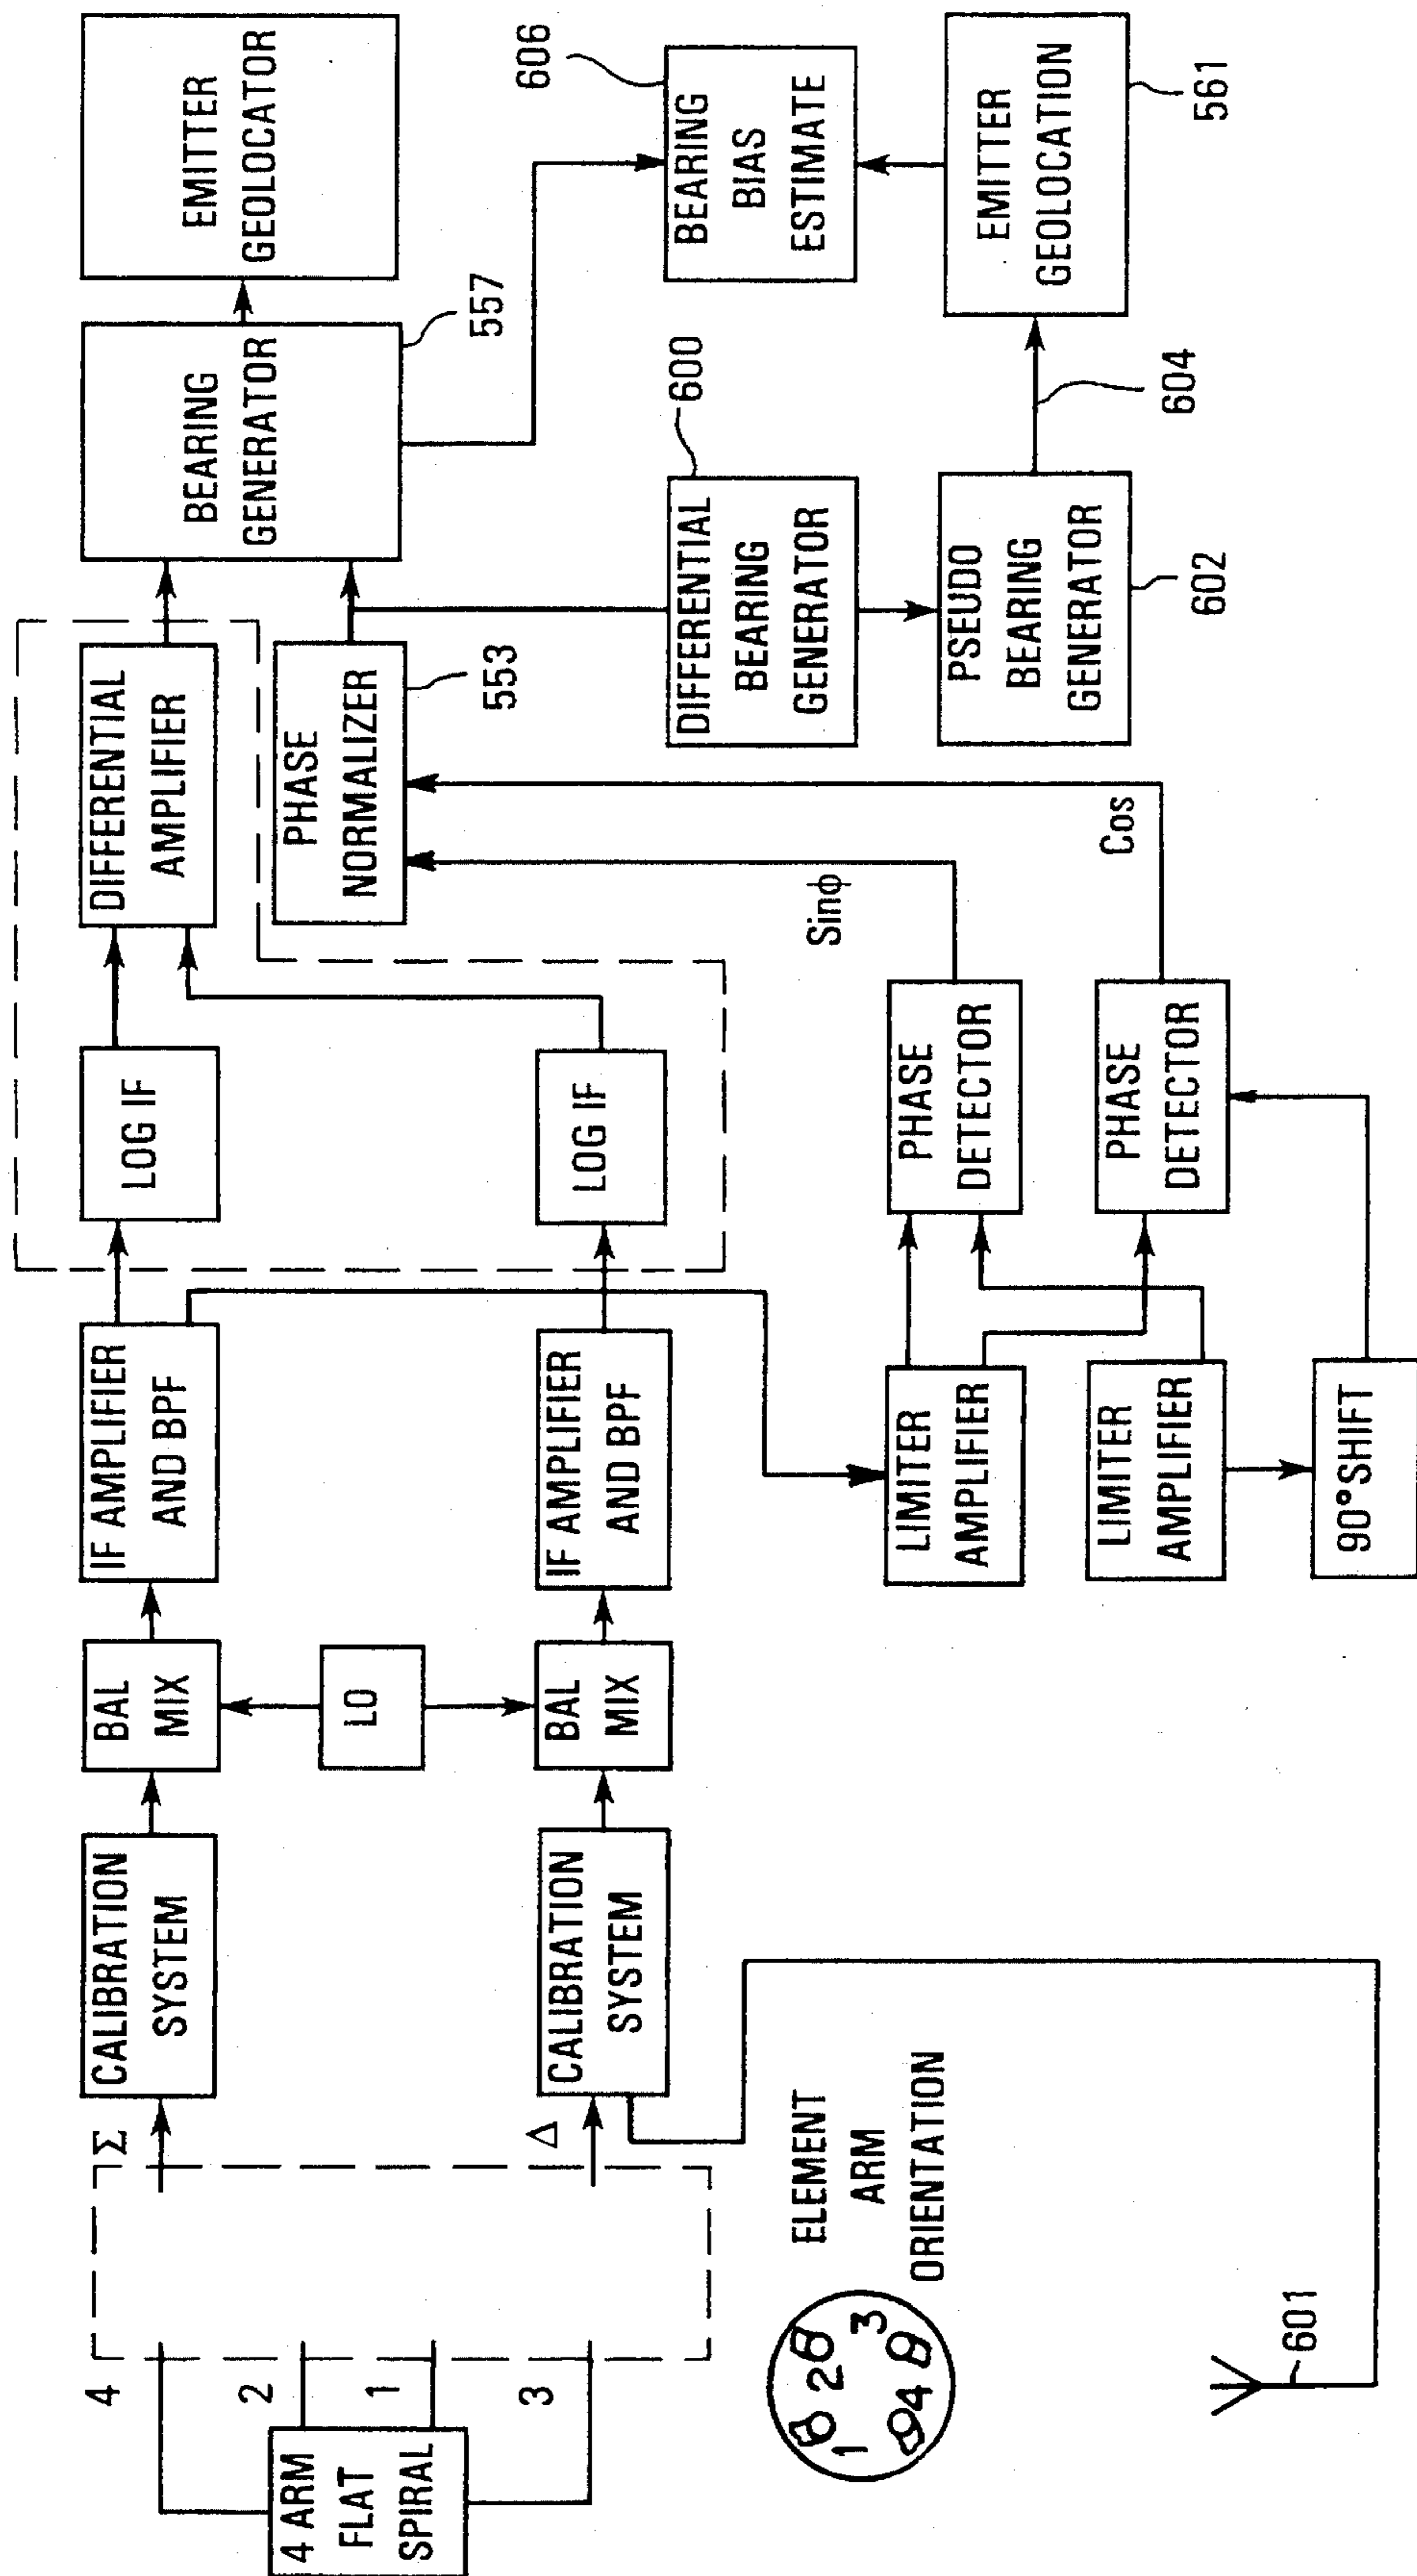 4 ARM
FLAT
SPIRAL
4
2
1
3
Σ
Δ
CALIBRATION
SYSTEM
CALIBRATION
SYSTEM
BAL
MIX
LO
BAL
MIX
IF AMPLIFIER
AND BPF
IF AMPLIFIER
AND BPF
LOG IF
LOG IF
DIFFERENTIAL
AMPLIFIER
PHASE
NORMALIZER
553
BEARING
GENERATOR
557
EMITTER
GEOLOCATOR
LIMITER
AMPLIFIER
LIMITER
AMPLIFIER
90°SHIFT
PHASE
DETECTOR
PHASE
DETECTOR
Sinϕ
Cos
DIFFERENTIAL
BEARING
GENERATOR
600
PSEUDO
BEARING
GENERATOR
602
604
BEARING
BIAS
ESTIMATE
606
EMITTER
GEOLOCATION
561
1
2
3
4
ELEMENT
ARM
ORIENTATION
601